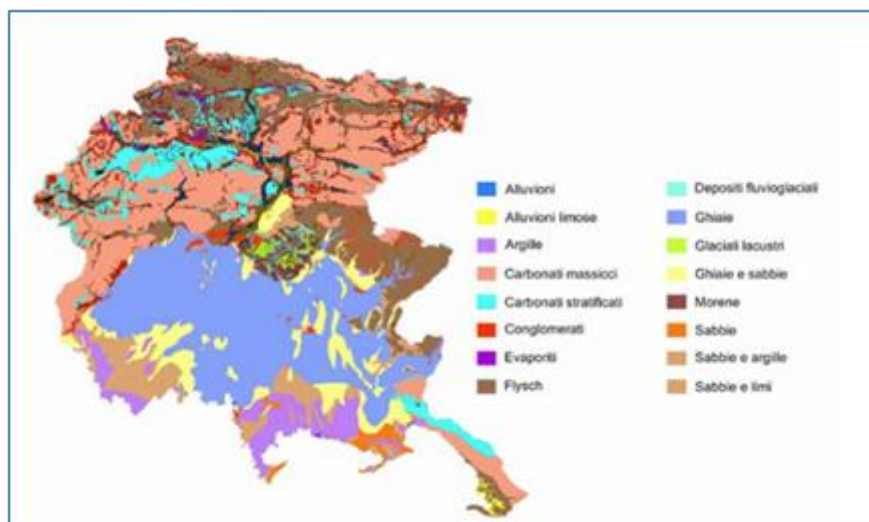 Alluvioni
Alluvioni limose
Argille
Carbonati massicci
Carbonati stratificati
Conglomerati
Evaporiti
Flysch
Depositi fluvioglaciali
Ghiaie
Glaciali lacustri
Ghiaie e sabbie
Morene
Sabbie
Sabbie e argille
Sabbie e limi